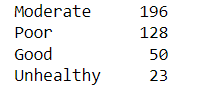 Moderate     196
Poor         128
Good          50
Unhealthy     23